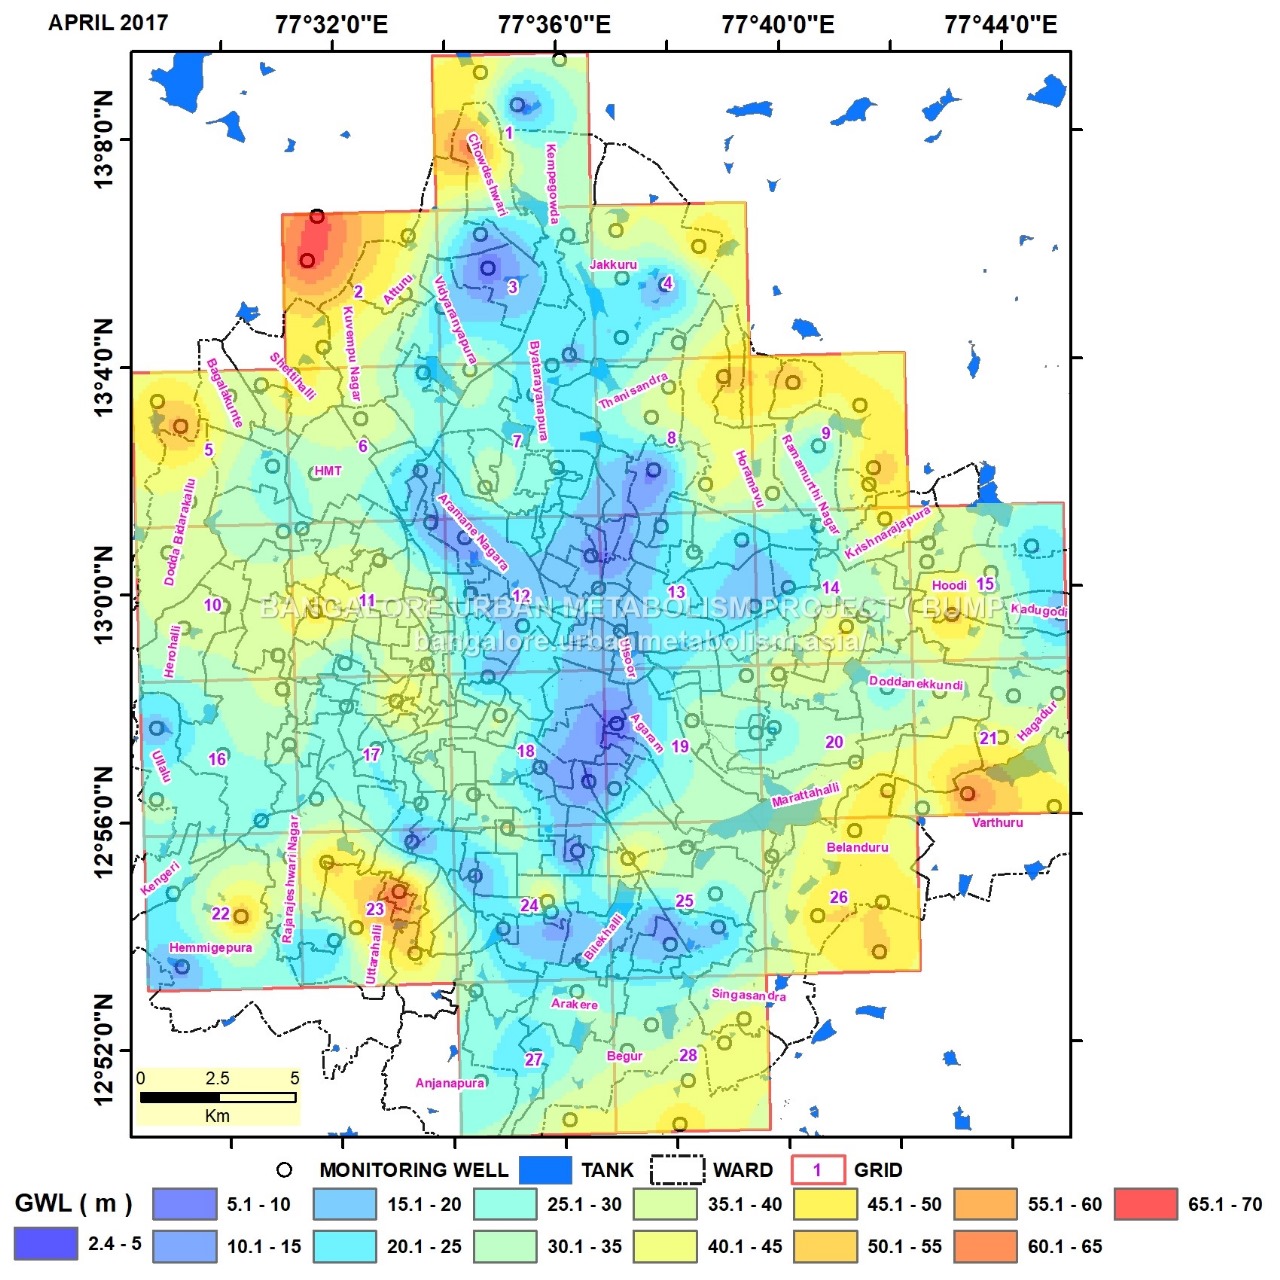 APRIL 2017
77°32'0"E 77°36'0"E 77°40'0"E 77°44'0"E
13°8'0"N
13°4'0"N
13°0'0"N
12°56'0"N
12°52'0"N
1
Chowdeshwari
Kempegowda
Jakkuru
2
Atturu
3
4
Vidyaranyapura
Kuvempu Nagar
Shettihalli
Bagalakunte
Byatarayanapura
Thanisandra
5
6
7
8
9
HMT
Horamavu
Ramamurthi Nagar
Dodda Bidarakallu
Aramane Nagara
Krishnarajapura
10
11
12
13
14
Hoodi
15
Kadugodi
BANGALORE URBAN METABOLISM PROJECT ( BUMP )
bangalore.urbanmetabolism.asia/
Herohalli
Ulsoor
Doddanekkundi
Agaram
Hagadur
16
17
18
19
20
21
Ullalu
Marattahalli
Varthuru
Belanduru
Kengeri
Rajarajeshwari Nagar
22
23
24
25
26
Hemmigepura
Uttarahalli
Bilekhalli
Arakere
Singasandra
27
Begur
28
Anjanapura
0 2.5 5
Km
MONITORING WELL TANK WARD 1 GRID
GWL ( m ) 5.1 - 10 15.1 - 20 25.1 - 30 35.1 - 40 45.1 - 50 55.1 - 60 65.1 - 70
2.4 - 5 10.1 - 15 20.1 - 25 30.1 - 35 40.1 - 45 50.1 - 55 60.1 - 65